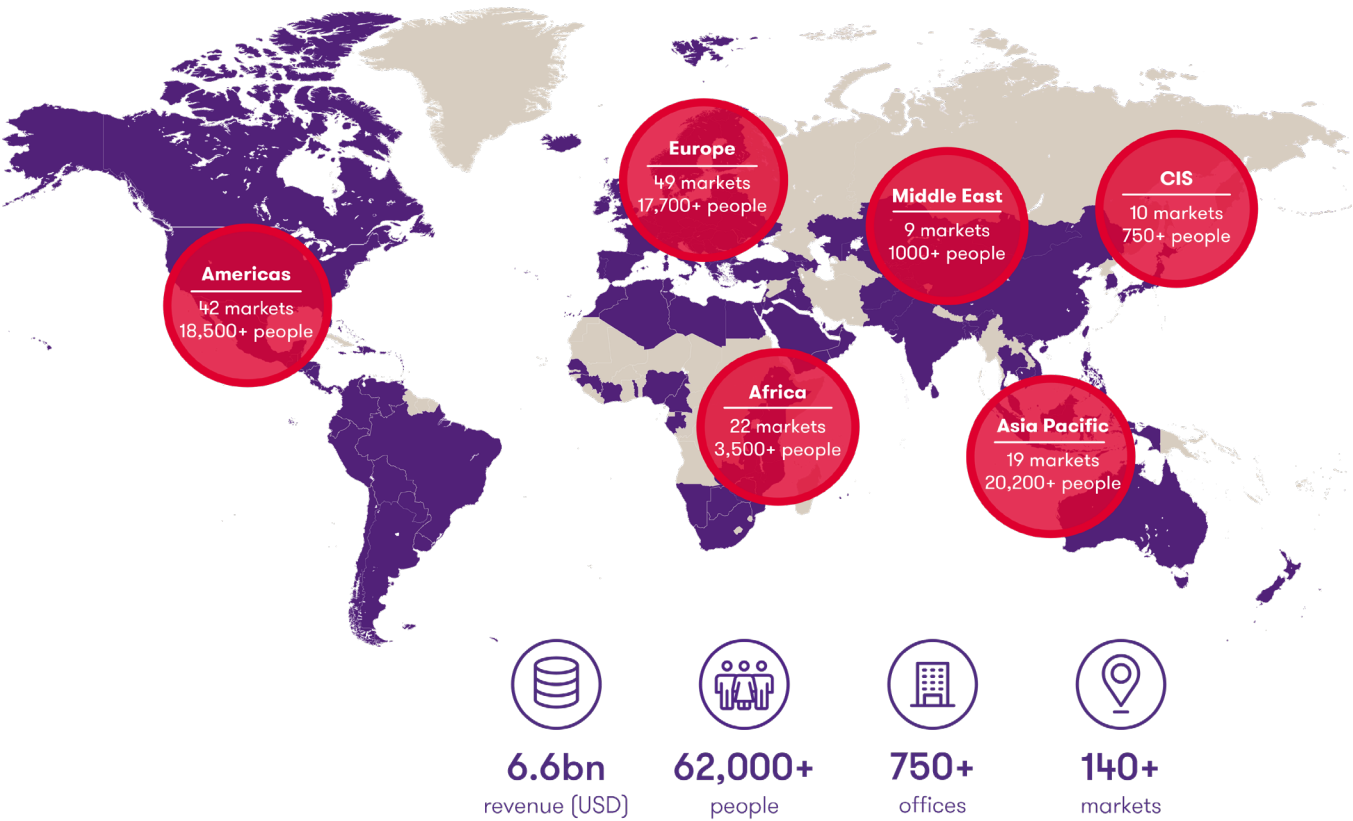 Europe
49 markets
17,700+ people
CIS
10 markets
750+ people
Middle East
9 markets
1000+ people
Americas
42 markets
18,500+ people
Africa
22 markets
3,500+ people
Asia Pacific
19 markets
20,200+ people
6.6bn
revenue (USD)
62,000+
people
750+
offices
140+
markets